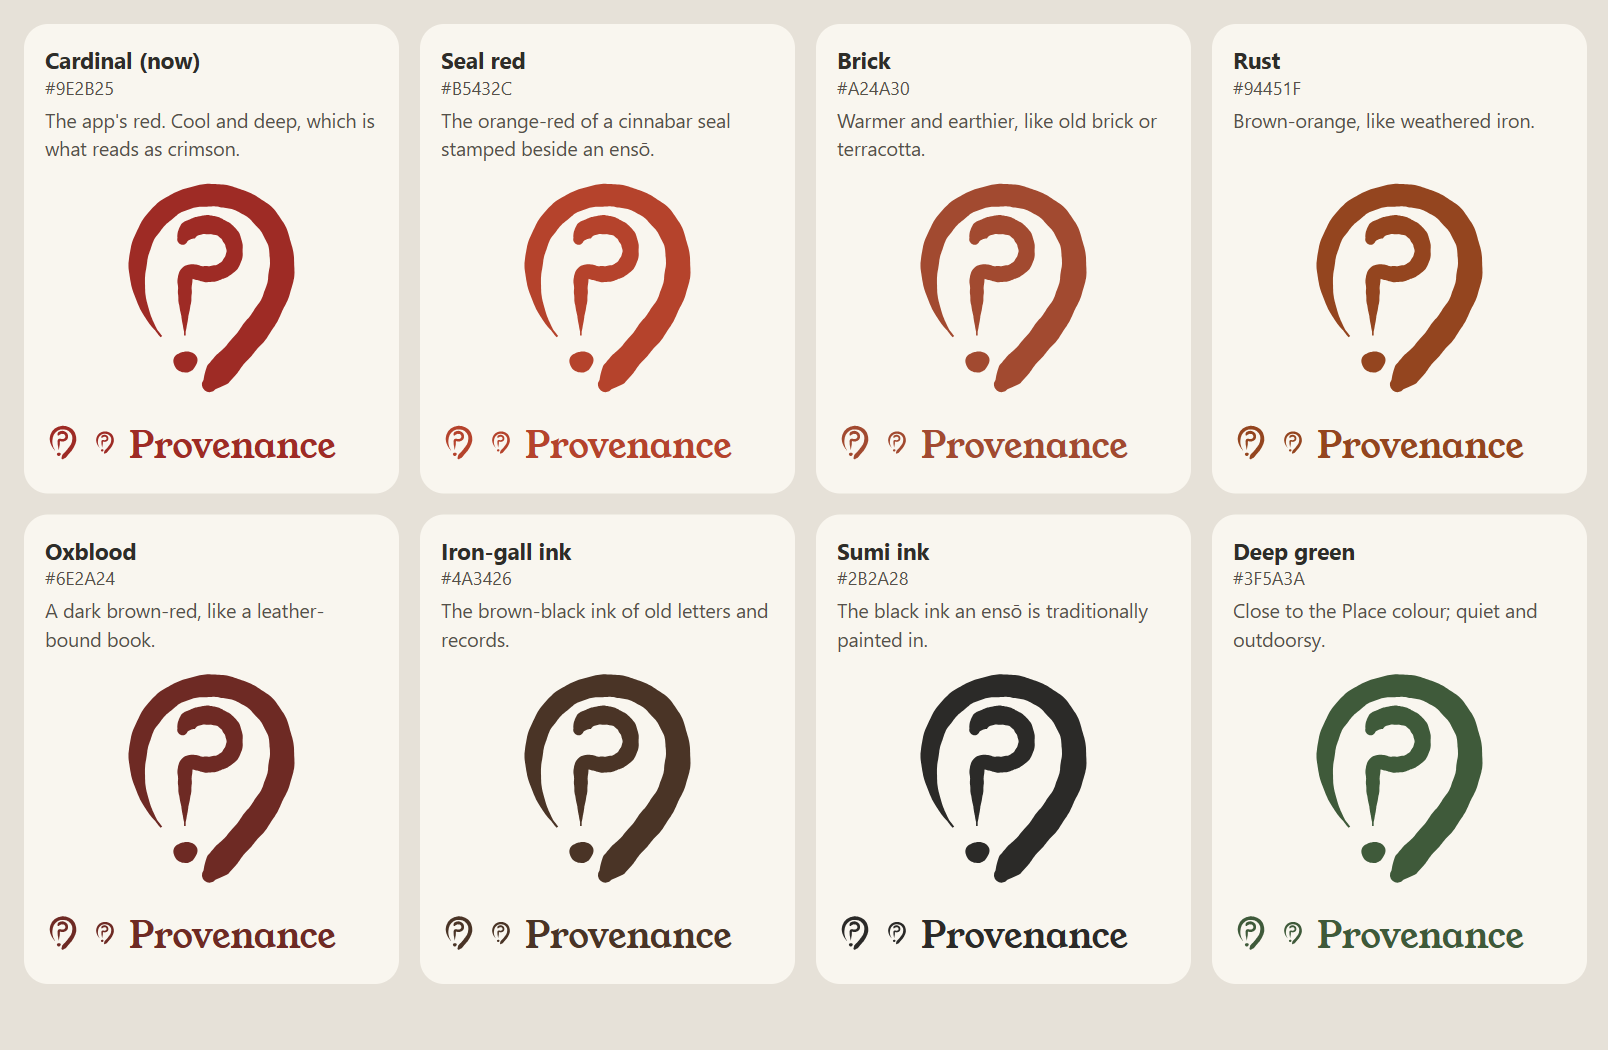 Cardinal (now)
#9E2B25
The app's red. Cool and deep, which is
what reads as crimson.
Provenance
Seal red
#B5432C
The orange-red of a cinnabar seal
stamped beside an ensō.
Provenance
Brick
#A24A30
Warmer and earthier, like old brick or
terracotta.
Provenance
Rust
#94451F
Brown-orange, like weathered iron.
Provenance
Oxblood
#6E2A24
A dark brown-red, like a leather-
bound book.
Provenance
Iron-gall ink
#4A3426
The brown-black ink of old letters and
records.
Provenance
Sumi ink
#2B2A28
The black ink an ensō is traditionally
painted in.
Provenance
Deep green
#3F5A3A
Close to the Place colour; quiet and
outdoorsy.
Provenance